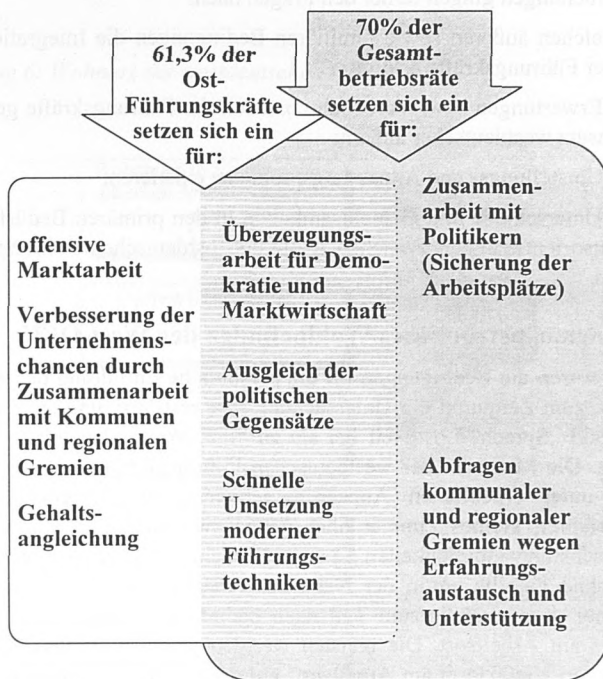 61,3% der
Ost-
Führungskräfte
setzen sich ein
für:
70% der
Gesamt-
betriebsräte
setzen sich ein
für:
offensive
Marktarbeit
Verbesserung der
Unternehmens-
chancen durch
Zusammenarbeit
mit Kommunen
und regionalen
Gremien
Gehalts-
angleichung
Überzeugungs-
arbeit für Demo-
kratie und
Marktwirtschaft
Ausgleich der
politischen
Gegensätze
Schnelle
Umsetzung
moderner
Führungs-
techniken
Zusammen-
arbeit mit
Politikern
(Sicherung der
Arbeitsplätze)
Abfragen
kommunaler
und regionaler
Gremien wegen
Erfahrungs-
austausch und
Unterstützung